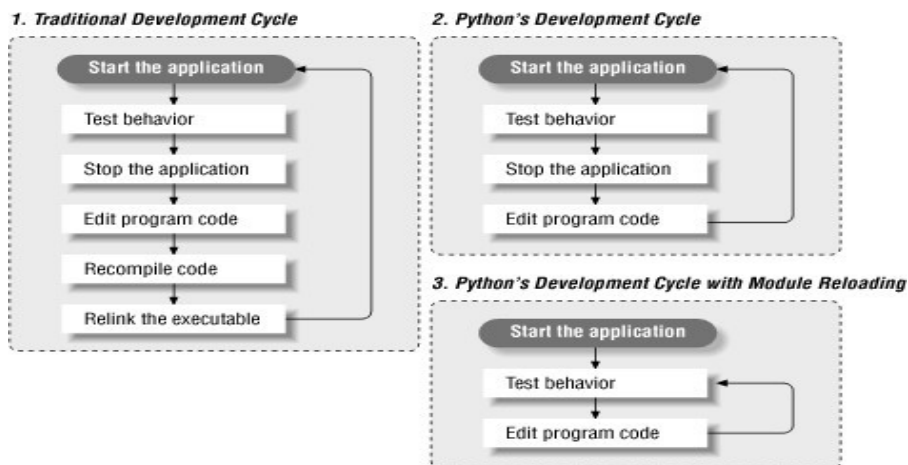 1. Traditional Development Cycle
Start the application
Test behavior
Stop the application
Edit program code
Recompile code
Relink the executable
2. Python's Development Cycle
Start the application
Test behavior
Stop the application
Edit program code
3. Python's Development Cycle with Module Reloading
Start the application
Test behavior
Edit program code